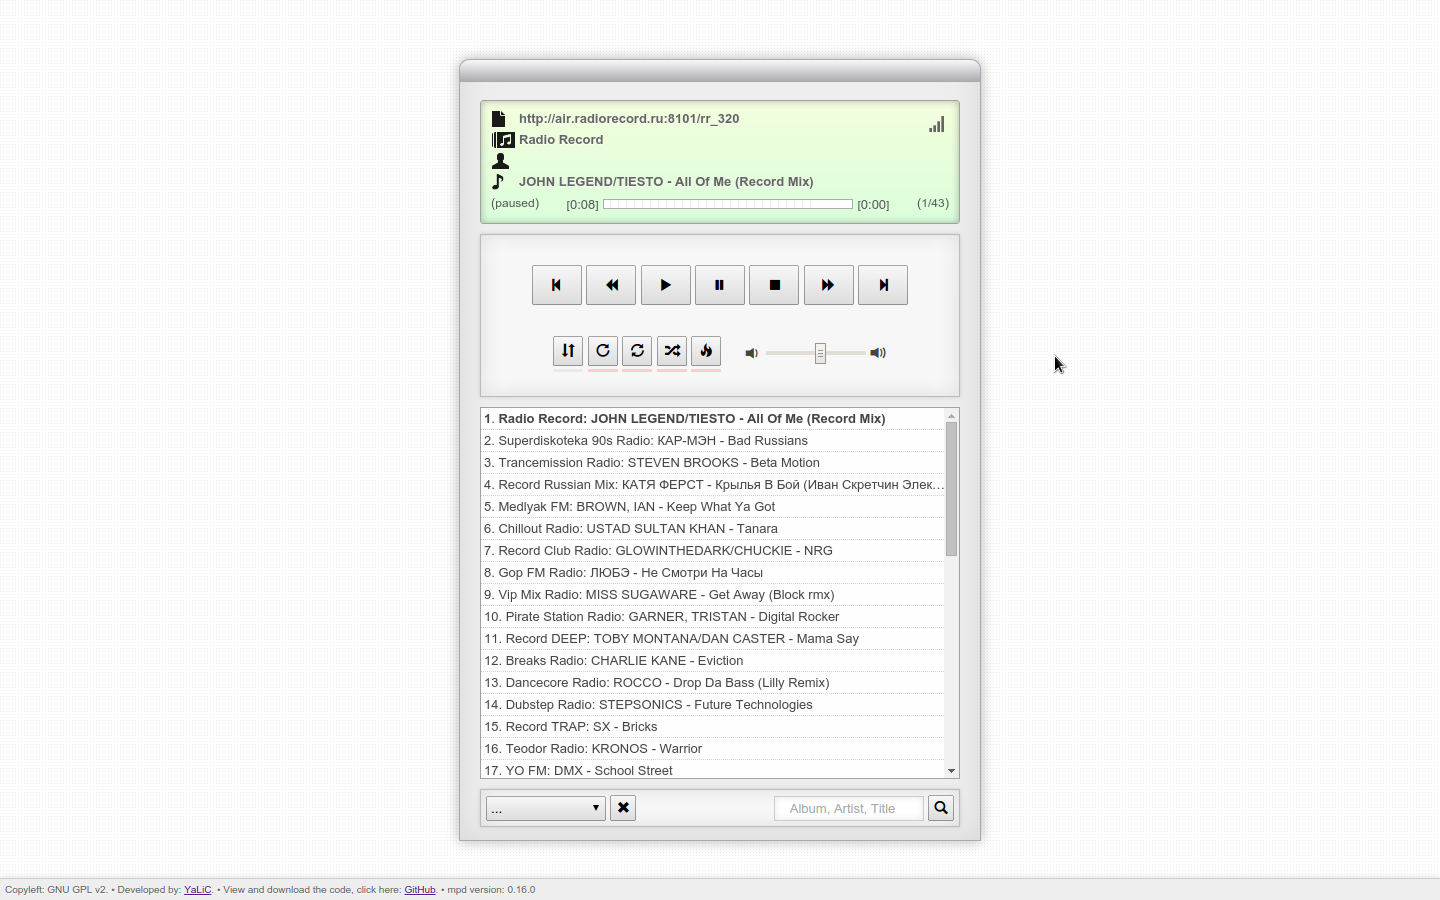 http://air.radiorecord.ru:8101/rr_320
Radio Record
JOHN LEGEND/TIESTO - All Of Me (Record Mix)
(paused) [0:08] [0:00] (1/43)
1. Radio Record: JOHN LEGEND/TIESTO - All Of Me (Record Mix)
2. Superdiskoteka 90s Radio: КАР-МЭН - Bad Russians
3. Trancemission Radio: STEVEN BROOKS - Beta Motion
4. Record Russian Mix: КАТЯ ФЕРСТ - Крылья В Бой (Иван Скретчин Элек...
5. Medlyak FM: BROWN, IAN - Keep What Ya Got
6. Chillout Radio: USTAD SULTAN KHAN - Tanara
7. Record Club Radio: GLOWINTHEDARK/CHUCKIE - NRG
8. Gop FM Radio: ЛЮБЭ - Не Смотри На Часы
9. Vip Mix Radio: MISS SUGAWARE - Get Away (Block rmx)
10. Pirate Station Radio: GARNER, TRISTAN - Digital Rocker
11. Record DEEP: TOBY MONTANA/DAN CASTER - Mama Say
12. Breaks Radio: CHARLIE KANE - Eviction
13. Dancecore Radio: ROCCO - Drop Da Bass (Lilly Remix)
14. Dubstep Radio: STEPSONICS - Future Technologies
15. Record TRAP: SX - Bricks
16. Teodor Radio: KRONOS - Warrior
17. YO FM: DMX - School Street
... Album, Artist, Title
Copyleft: GNU GPL v2. • Developed by: YaLiC. • View and download the code, click here: GitHub. • mpd version: 0.16.0